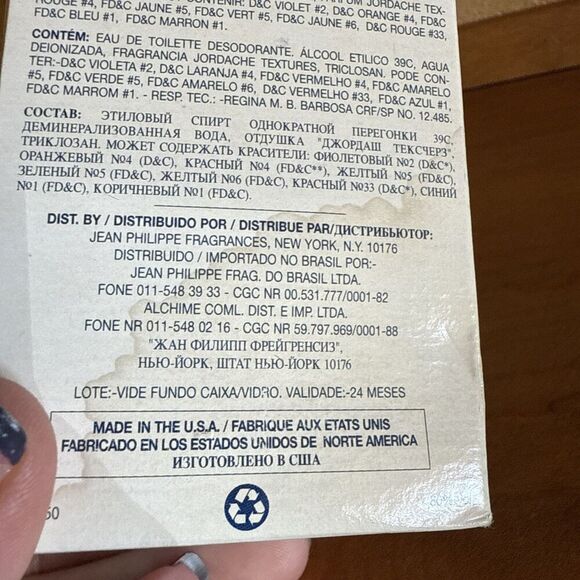 ROUGE #4, FD&C JAUNE #5, FD&C VERT #5, FD&C JAUNE #6, D&C ROUGE #33,
FD&C BLEU #1, FD&C MARRON #1.
CONTÉM: EAU DE TOILETTE DESODORANTE. ÁLCOOL ETILICO 39C, AGUA
DEIONIZADA, FRAGRANCIA JORDACHE TEXTURES, TRICLOSAN. PODE CON-
TER:-D&C VIOLETA #2, D&C LARANJA #4, FD&C VERMELHO #4, FD&C AMARELO
#5, FD&C VERDE #5, FD&C AMARELO #6, D&C VERMELHO #33, FD&C AZUL #1,
FD&C MARROM #1. - RESP. TEC.: -REGINA M. B. BARBOSA CRF/SP NO. 12.485.
СОСТАВ: ЭТИЛОВЫЙ СПИРТ ОДНОКРАТНОЙ ПЕРЕГОНКИ 39С,
ДЕМИНЕРАЛИЗОВАННАЯ ВОДА, ОТДУШКА "ДЖОРДАШ ТЕКСЧЕРЗ",
ТРИКЛОЗАН. МОЖЕТ СОДЕРЖАТЬ КРАСИТЕЛИ: ФИОЛЕТОВЫЙ №2 (D&C*),
ОРАНЖЕВЫЙ №4 (D&C*), КРАСНЫЙ №4 (FD&C**), ЖЕЛТЫЙ №5 (FD&C),
ЗЕЛЕНЫЙ №5 (FD&C), ЖЕЛТЫЙ №6 (FD&C), КРАСНЫЙ №33 (D&C*), СИНИЙ
№1 (FD&C), КОРИЧНЕВЫЙ №1 (FD&C).
DIST. BY / DISTRIBUIDO POR / DISTRIBUE PAR/ДИСТРИБЬЮТОР:
JEAN PHILIPPE FRAGRANCES, NEW YORK, N.Y. 10176
DISTRIBUIDO / IMPORTADO NO BRASIL POR:-
JEAN PHILIPPE FRAG. DO BRASIL LTDA.
FONE 011-548 39 33 - CGC NR 00.531.777/0001-82
ALCHIME COML. DIST. E IMP. LTDA.
FONE NR 011-548 02 16 - CGC NR 59.797.969/0001-88
"ЖАН ФИЛИПП ФРЕЙГРЕНСИЗ",
НЬЮ-ЙОРК, ШТАТ НЬЮ-ЙОРК 10176
LOTE:-VIDE FUNDO CAIXA/VIDRO. VALIDADE:-24 MESES
MADE IN THE U.S.A. / FABRIQUE AUX ETATS UNIS
FABRICADO EN LOS ESTADOS UNIDOS DE NORTE AMERICA
ИЗГОТОВЛЕНО В США
50